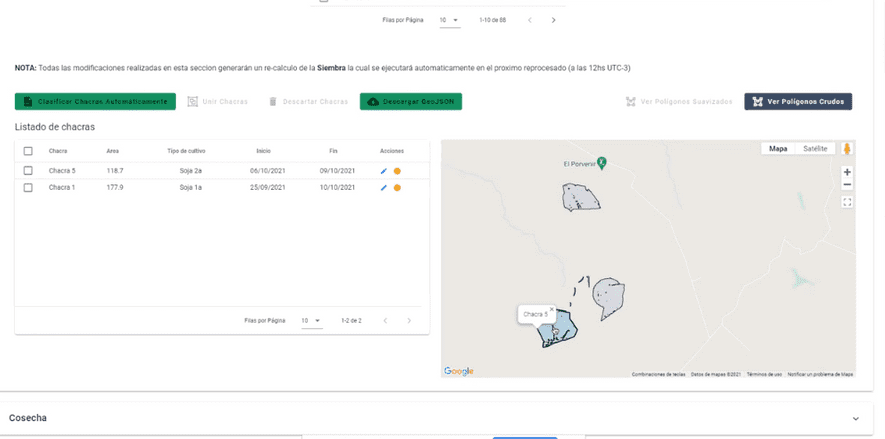 Filas por Página 10 1-10 de 68
NOTA: Todas las modificaciones realizadas en esta seccion generarán un re-calculo de la Siembra la cual se ejecutará automaticamente en el proximo reprocesado (a las 12hs UTC-3)
Clasificar Chacras Automáticamente Unir Chacras Descartar Chacras Descargar GeoJSON Ver Polígonos Suavizados Ver Polígonos Crudos
Listado de chacras
Chacra Area Tipo de cultivo Inicio Fin Acciones
Chacra 5 118.7 Soja 2a 06/10/2021 09/10/2021
Chacra 1 177.9 Soja 1a 25/09/2021 10/10/2021
Filas por Página 10 1-2 de 2
Mapa Satélite
El Porvenir
Chacra 5
Google
Combinaciones de teclas Datos de mapas ©2021 Términos de uso Notificar un problema de Maps
Cosecha